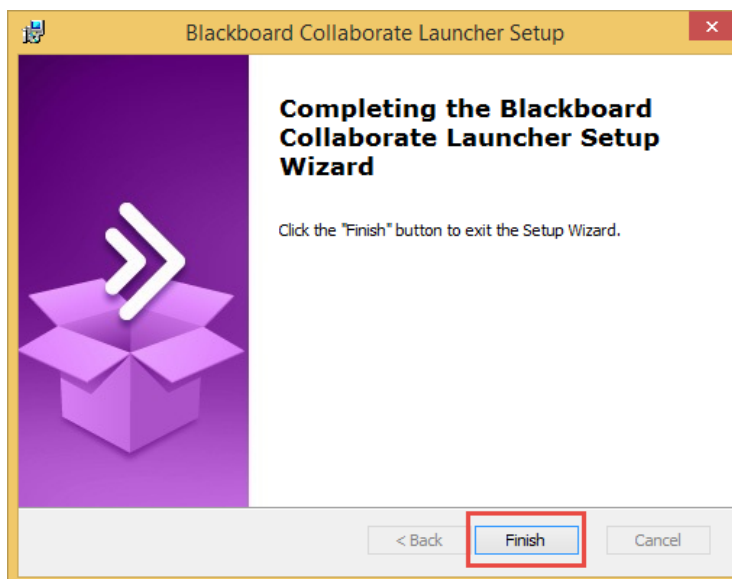 Blackboard Collaborate Launcher Setup
Completing the Blackboard
Collaborate Launcher Setup
Wizard
Click the "Finish" button to exit the Setup Wizard.
< Back Finish Cancel